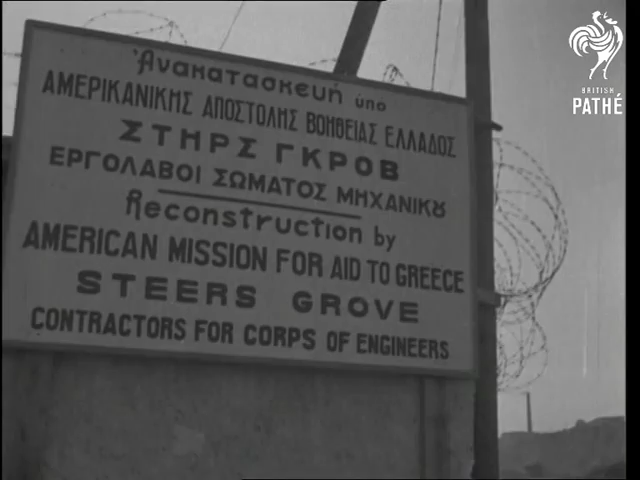 Ἀνακατασκευή ὑπό
ΑΜΕΡΙΚΑΝΙΚΗΣ ΑΠΟΣΤΟΛΗΣ ΒΟΗΘΕΙΑΣ ΕΛΛΑΔΟΣ
ΣΤΗΡΣ ΓΚΡΟΒ
ΕΡΓΟΛΑΒΟΙ ΣΩΜΑΤΟΣ ΜΗΧΑΝΙΚȢ
Reconstruction by
AMERICAN MISSION FOR AID TO GREECE
STEERS GROVE
CONTRACTORS FOR CORPS OF ENGINEERS
BRITISH
PATHÉ